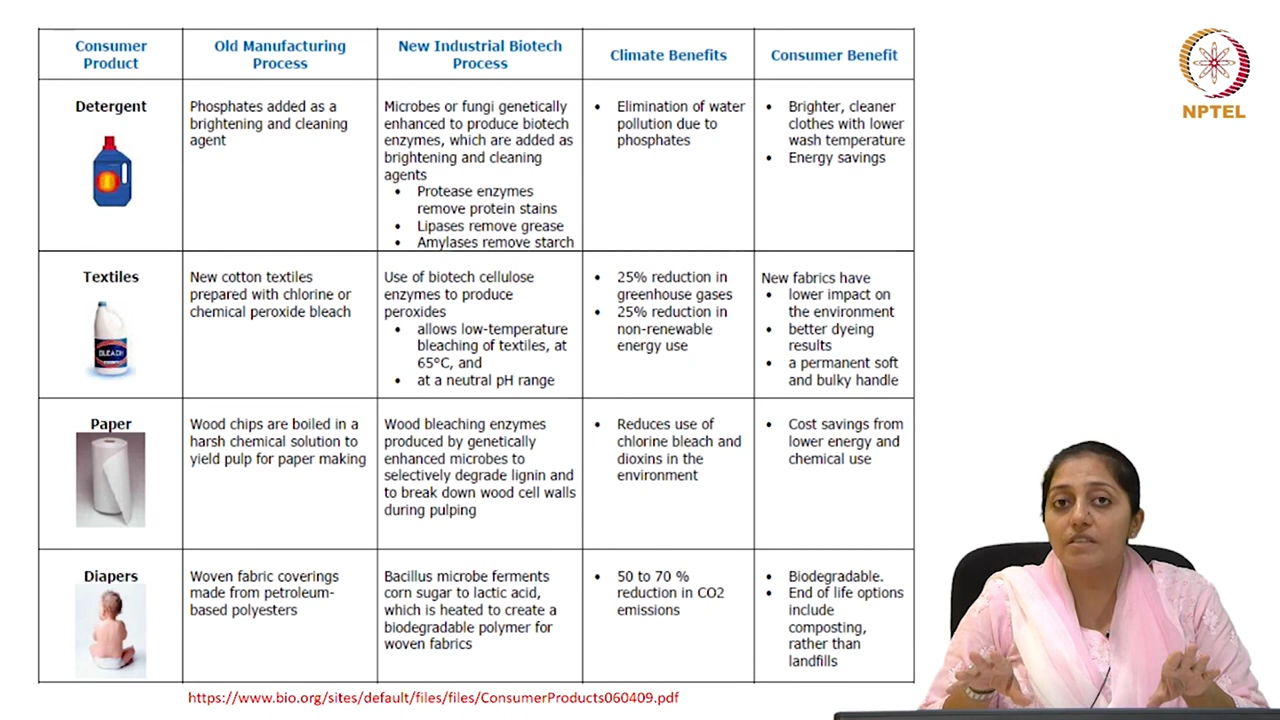 Consumer
Product
Old Manufacturing
Process
New Industrial Biotech
Process
Climate Benefits
Consumer Benefit
Detergent
Phosphates added as a
brightening and cleaning
agent
Microbes or fungi genetically
enhanced to produce biotech
enzymes, which are added as
brightening and cleaning
agents
• Protease enzymes
remove protein stains
• Lipases remove grease
• Amylases remove starch
• Elimination of water
pollution due to
phosphates
• Brighter, cleaner
clothes with lower
wash temperature
• Energy savings
Textiles
BLEACH
New cotton textiles
prepared with chlorine or
chemical peroxide bleach
Use of biotech cellulose
enzymes to produce
peroxides
• allows low-temperature
bleaching of textiles, at
65°C, and
• at a neutral pH range
• 25% reduction in
greenhouse gases
• 25% reduction in
non-renewable
energy use
New fabrics have
• lower impact on
the environment
• better dyeing
results
• a permanent soft
and bulky handle
Paper
Wood chips are boiled in a
harsh chemical solution to
yield pulp for paper making
Wood bleaching enzymes
produced by genetically
enhanced microbes to
selectively degrade lignin and
to break down wood cell walls
during pulping
• Reduces use of
chlorine bleach and
dioxins in the
environment
• Cost savings from
lower energy and
chemical use
Diapers
Woven fabric coverings
made from petroleum-
based polyesters
Bacillus microbe ferments
corn sugar to lactic acid,
which is heated to create a
biodegradable polymer for
woven fabrics
• 50 to 70 %
reduction in CO2
emissions
• Biodegradable.
• End of life options
include
composting,
rather than
landfills
https://www.bio.org/sites/default/files/files/ConsumerProducts060409.pdf
NPTEL